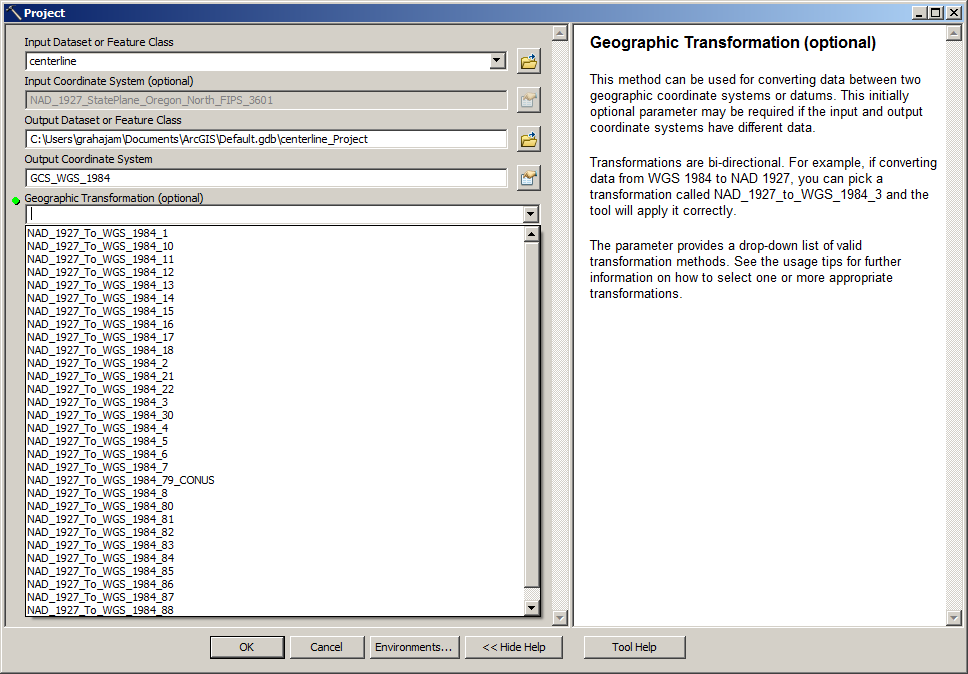 Project
Input Dataset or Feature Class
centerline
Input Coordinate System (optional)
NAD_1927_StatePlane_Oregon_North_FIPS_3601
Output Dataset or Feature Class
C:\Users\grahajam\Documents\ArcGIS\Default.gdb\centerline_Project
Output Coordinate System
GCS_WGS_1984
Geographic Transformation (optional)
NAD_1927_To_WGS_1984_1
NAD_1927_To_WGS_1984_10
NAD_1927_To_WGS_1984_11
NAD_1927_To_WGS_1984_12
NAD_1927_To_WGS_1984_13
NAD_1927_To_WGS_1984_14
NAD_1927_To_WGS_1984_15
NAD_1927_To_WGS_1984_16
NAD_1927_To_WGS_1984_17
NAD_1927_To_WGS_1984_18
NAD_1927_To_WGS_1984_2
NAD_1927_To_WGS_1984_21
NAD_1927_To_WGS_1984_22
NAD_1927_To_WGS_1984_3
NAD_1927_To_WGS_1984_30
NAD_1927_To_WGS_1984_4
NAD_1927_To_WGS_1984_5
NAD_1927_To_WGS_1984_6
NAD_1927_To_WGS_1984_7
NAD_1927_To_WGS_1984_79_CONUS
NAD_1927_To_WGS_1984_8
NAD_1927_To_WGS_1984_80
NAD_1927_To_WGS_1984_81
NAD_1927_To_WGS_1984_82
NAD_1927_To_WGS_1984_83
NAD_1927_To_WGS_1984_84
NAD_1927_To_WGS_1984_85
NAD_1927_To_WGS_1984_86
NAD_1927_To_WGS_1984_87
NAD_1927_To_WGS_1984_88
Geographic Transformation (optional)
This method can be used for converting data between two
geographic coordinate systems or datums. This initially
optional parameter may be required if the input and output
coordinate systems have different data.
Transformations are bi-directional. For example, if converting
data from WGS 1984 to NAD 1927, you can pick a
transformation called NAD_1927_to_WGS_1984_3 and the
tool will apply it correctly.
The parameter provides a drop-down list of valid
transformation methods. See the usage tips for further
information on how to select one or more appropriate
transformations.
OK
Cancel
Environments...
<< Hide Help
Tool Help